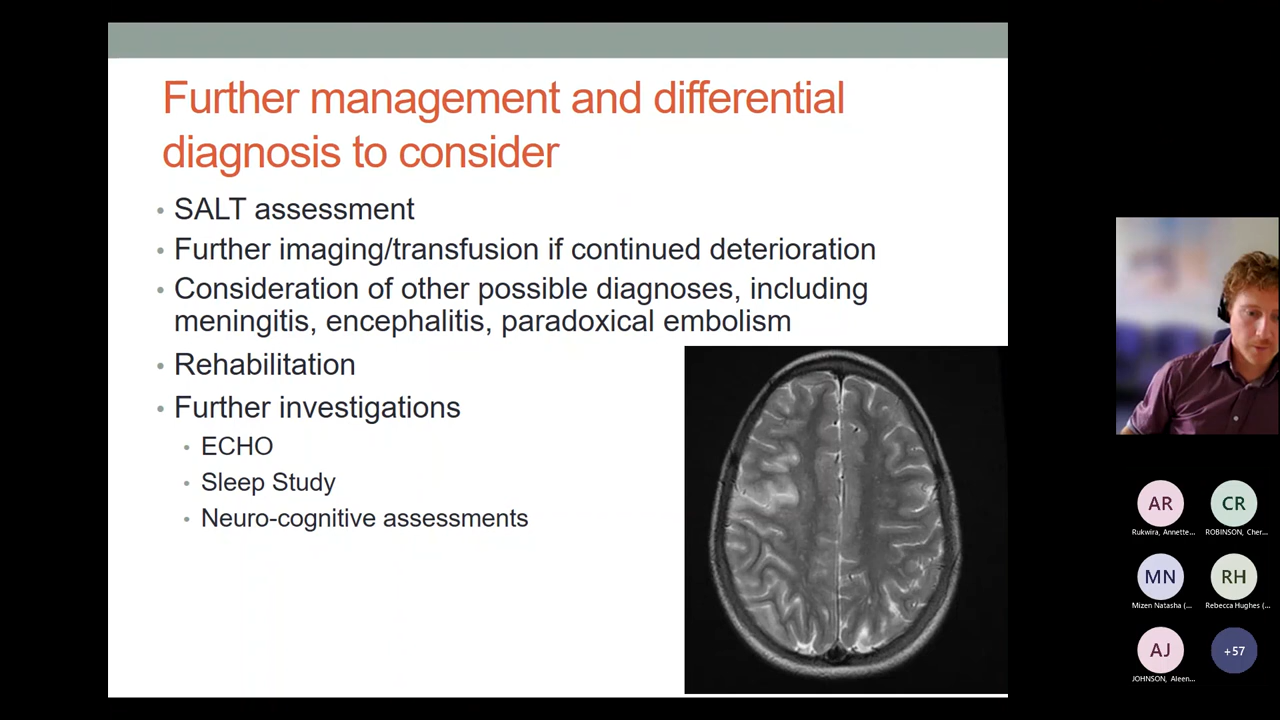 Further management and differential
diagnosis to consider
• SALT assessment
• Further imaging/transfusion if continued deterioration
• Consideration of other possible diagnoses, including
meningitis, encephalitis, paradoxical embolism
• Rehabilitation
• Further investigations
• ECHO
• Sleep Study
• Neuro-cognitive assessments
AR
CR
Rukwira, Annette...
ROBINSON, Cher...
MN
RH
Mizen Natasha (...
Rebecca Hughes (...
AJ
+57
JOHNSON, Aleen...